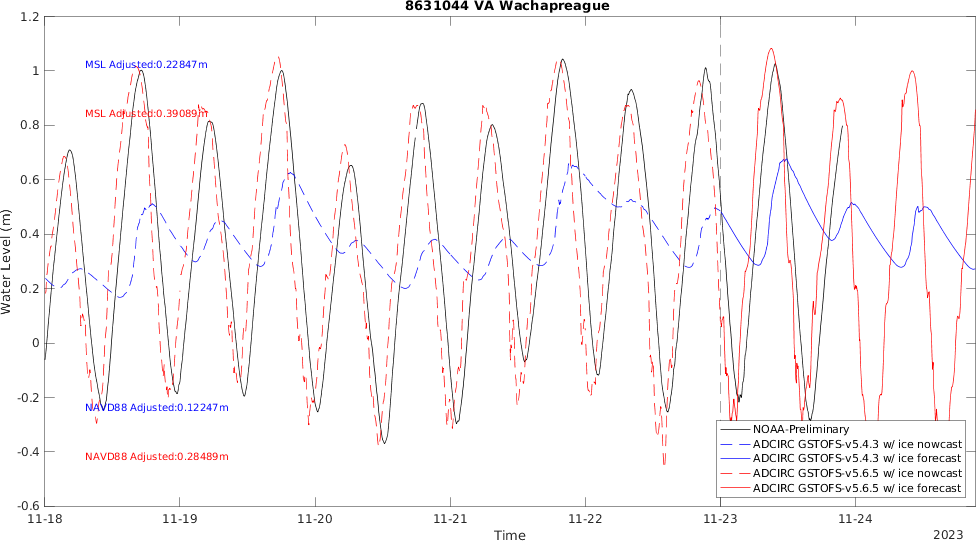 8631044 VA Wachapreague
1.2
1
0.8
0.6
0.4
0.2
0
-0.2
-0.4
-0.6
Water Level (m)
MSL Adjusted:0.22847m
MSL Adjusted:0.39089m
NAVD88 Adjusted:0.12247m
NAVD88 Adjusted:0.28489m
NOAA-Preliminary
ADCIRC GSTOFS-v5.4.3 w/ ice nowcast
ADCIRC GSTOFS-v5.4.3 w/ ice forecast
ADCIRC GSTOFS-v5.6.5 w/ ice nowcast
ADCIRC GSTOFS-v5.6.5 w/ ice forecast
11-18 11-19 11-20 11-21 11-22 11-23 11-24
Time
2023